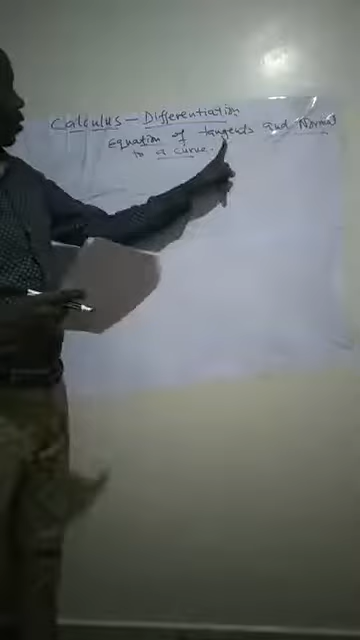 Calculus - Differentiation
Equation of tangents and Normal
to a curve.